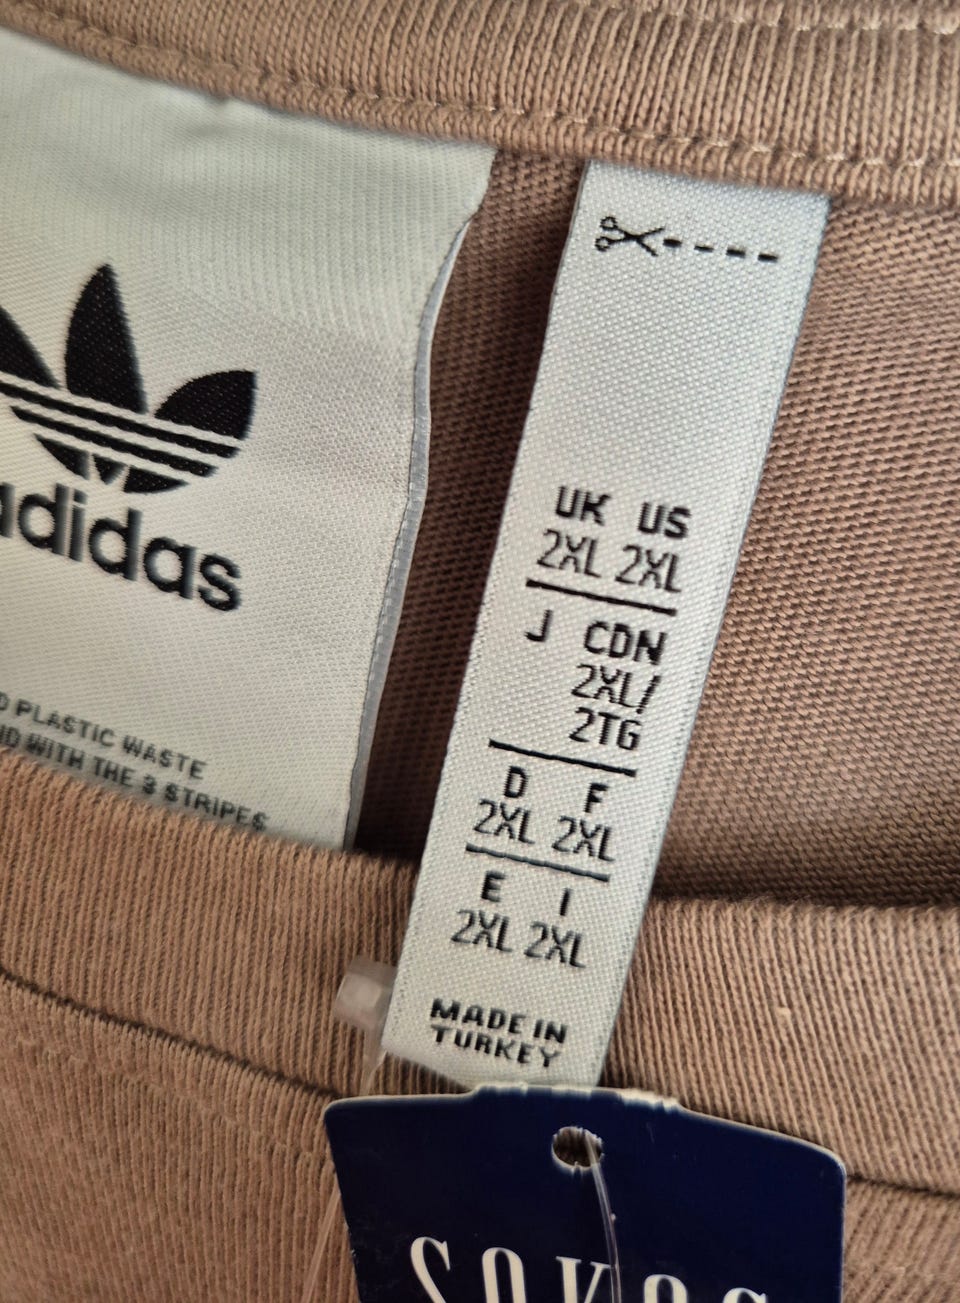 adidas
PLASTIC WASTE
WITH THE 3 STRIPES
UK US
2XL 2XL
J CDN
2XL/
2TG
D F
2XL 2XL
E I
2XL 2XL
MADE IN
TURKEY